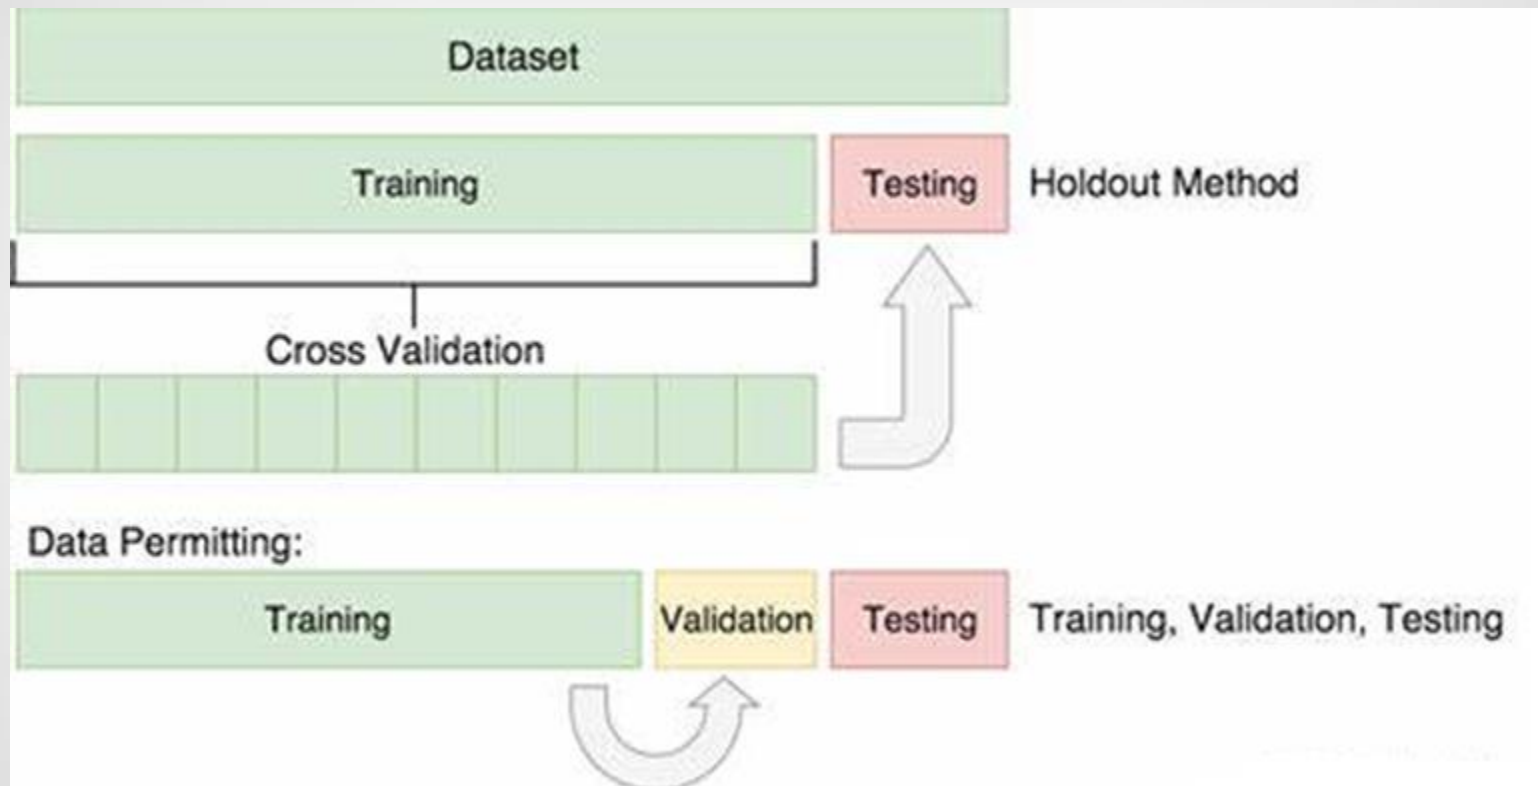 Dataset
Training Testing Holdout Method
Cross Validation
Data Permitting:
Training Validation Testing Training, Validation, Testing